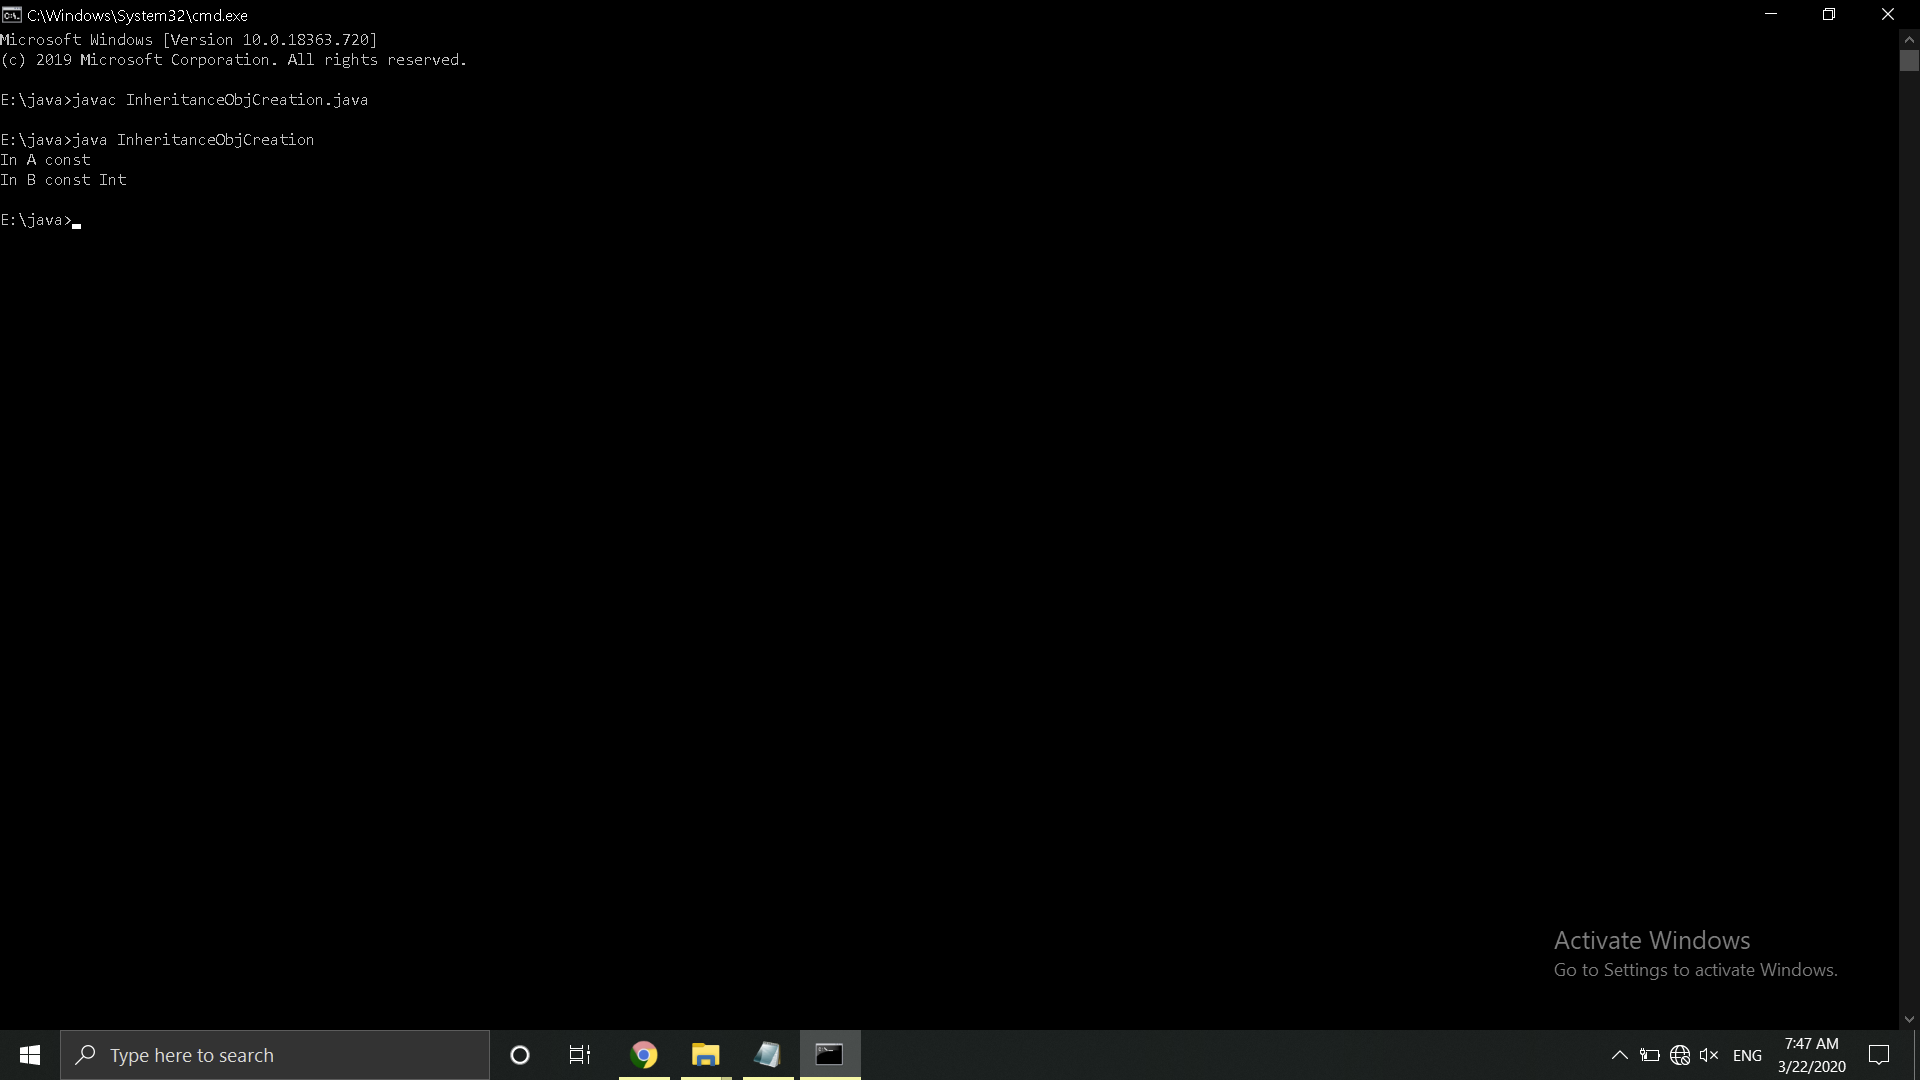 C:\Windows\System32\cmd.exe
Microsoft Windows [Version 10.0.18363.720]
(c) 2019 Microsoft Corporation. All rights reserved.
E:\java>javac InheritanceObjCreation.java
E:\java>java InheritanceObjCreation
In A const
In B const Int
E:\java>
Activate Windows
Go to Settings to activate Windows.
Type here to search
ENG
7:47 AM
3/22/2020